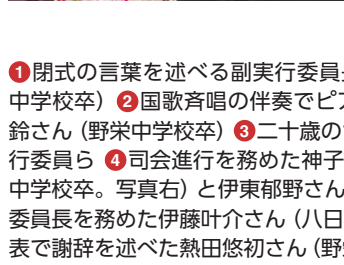 ❶閉式の言葉を述べる副実行委員
中学校卒）❷国歌斉唱の伴奏でピア
鈴さん（野栄中学校卒）❸二十歳の
行委員ら ❹司会進行を務めた神子
中学校卒。写真右）と伊東郁野さん
委員長を務めた伊藤叶介さん（八日
表で謝辞を述べた熱田悠初さん（野